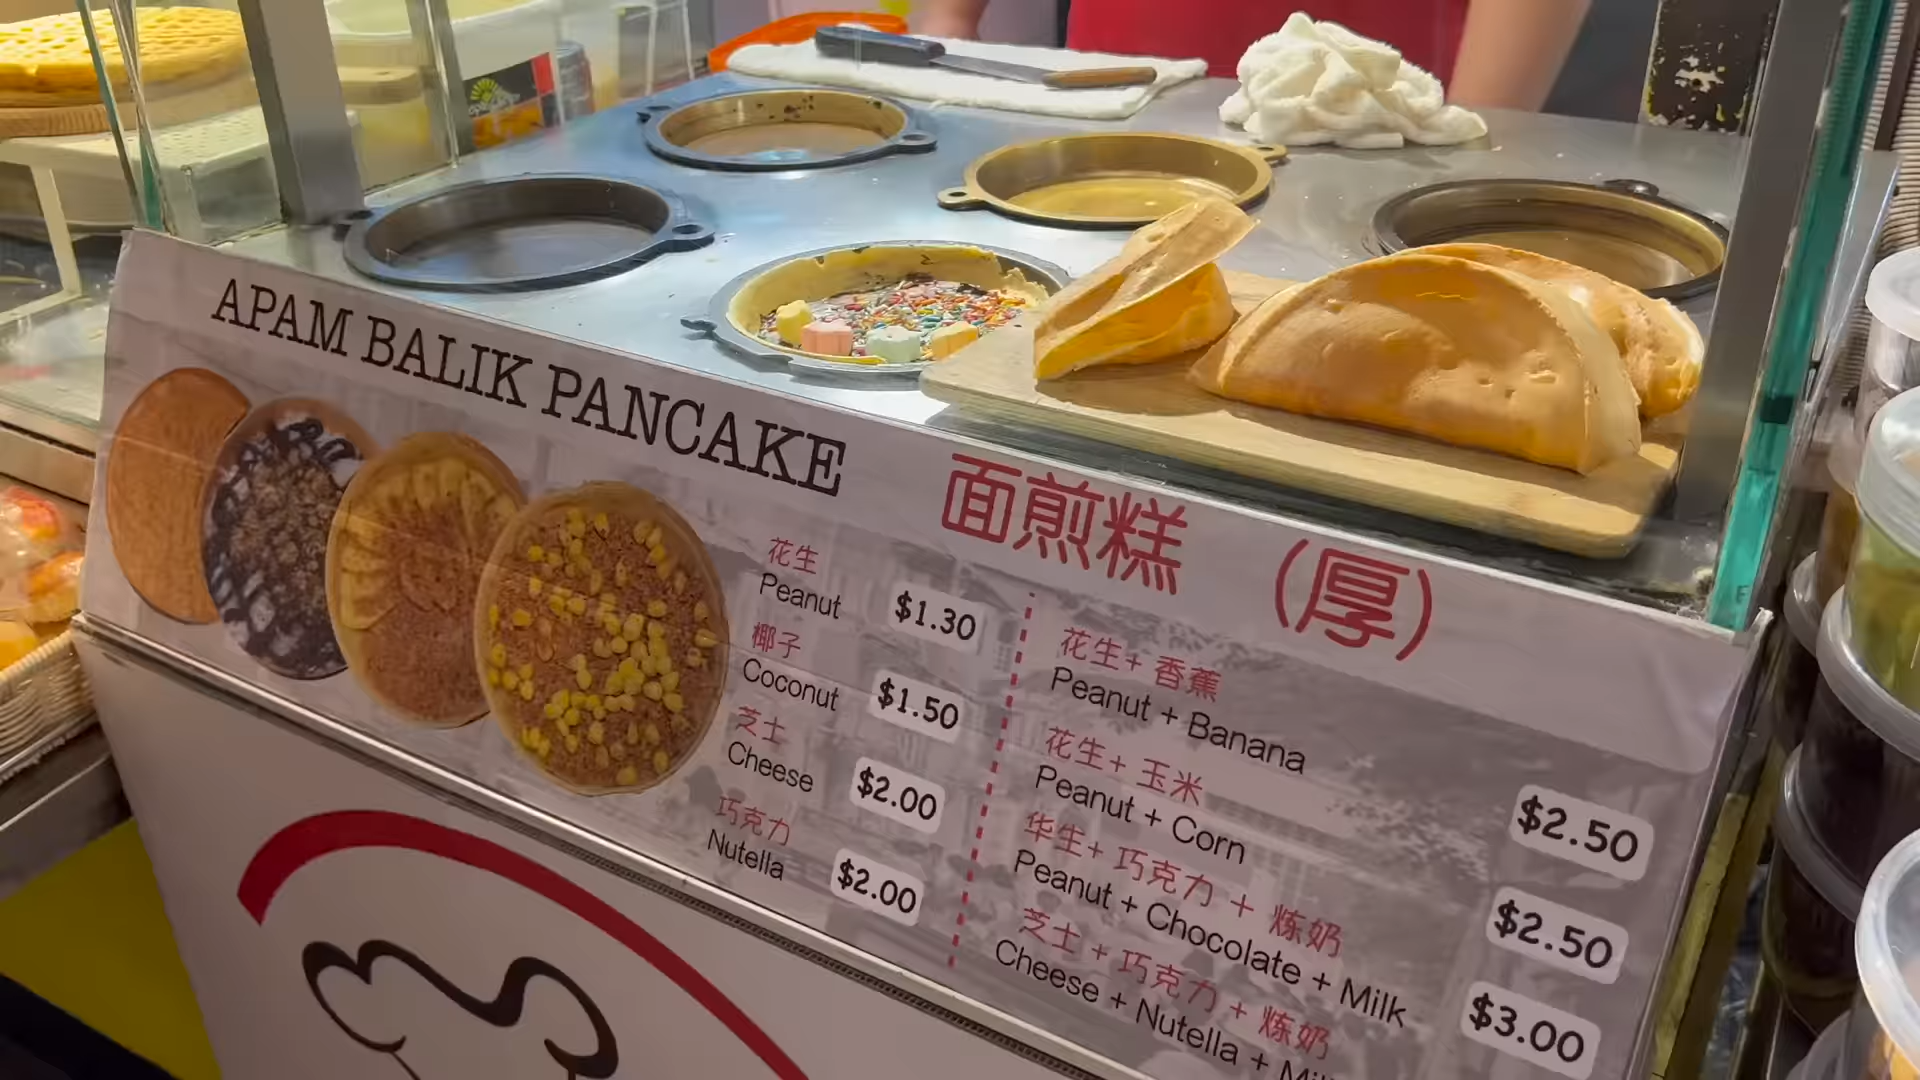 APAM BALIK PANCAKE
面煎糕 (厚)
花生
Peanut
$1.30
椰子
Coconut
$1.50
芝士
Cheese
$2.00
巧克力
Nutella
$2.00
花生+ 香蕉
Peanut + Banana
$2.50
花生+ 玉米
Peanut + Corn
$2.50
华生+ 巧克力 + 炼奶
Peanut + Chocolate + Milk
$3.00
芝士 + 巧克力 + 炼奶
Cheese + Nutella +